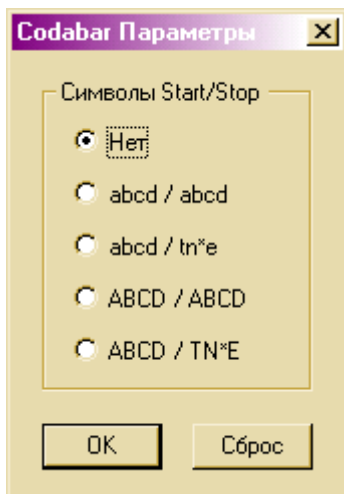 Codabar Параметры
Символы Start/Stop
Нет
abcd / abcd
abcd / tn*e
ABCD / ABCD
ABCD / TN*E
OK
Сброс